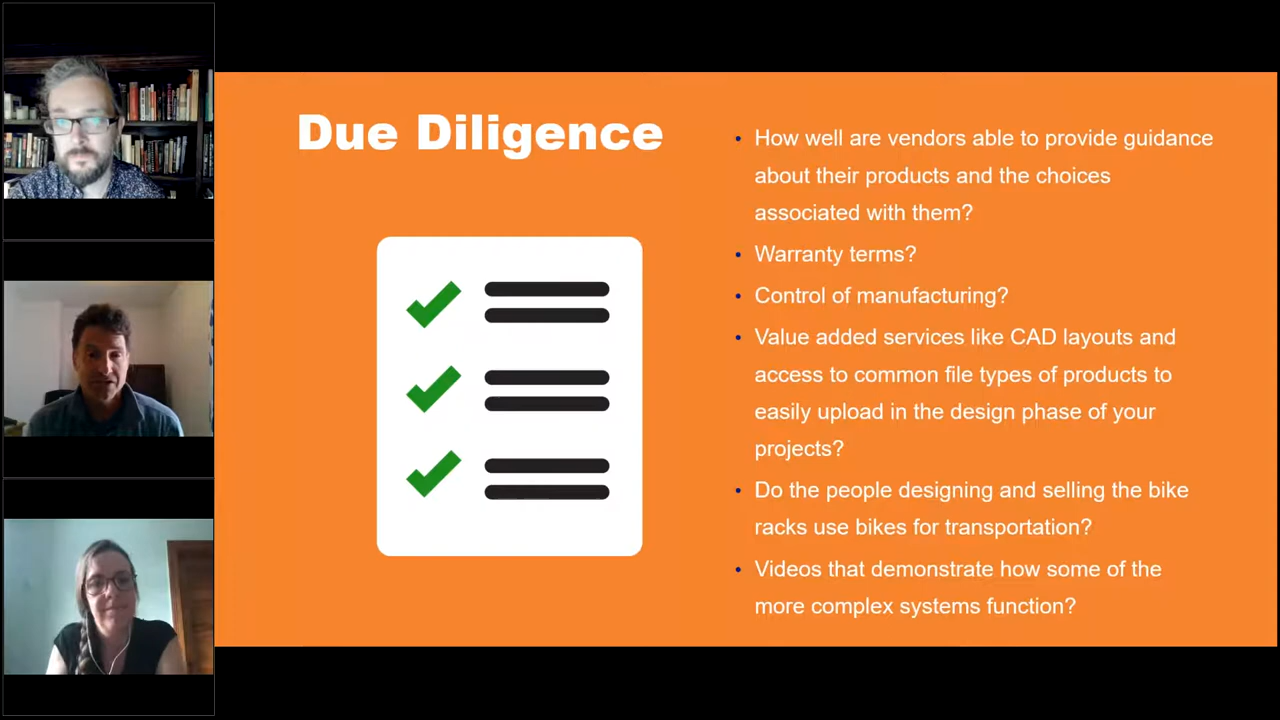 Due Diligence
• How well are vendors able to provide guidance
about their products and the choices
associated with them?
• Warranty terms?
• Control of manufacturing?
• Value added services like CAD layouts and
access to common file types of products to
easily upload in the design phase of your
projects?
• Do the people designing and selling the bike
racks use bikes for transportation?
• Videos that demonstrate how some of the
more complex systems function?